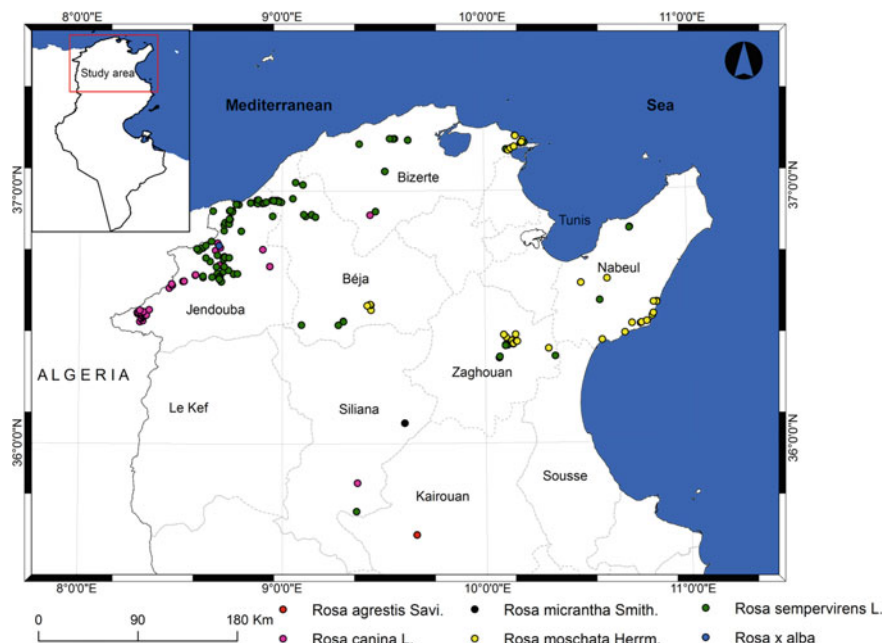 8°0'0"E 9°0'0"E 10°0'0"E 11°0'0"E
Study area
Mediterranean Sea
37°0'0"N 37°0'0"N
Bizerte
Tunis
Nabeul
Béja
Jendouba
ALGERIA
Zaghouan
Le Kef
Siliana
36°0'0"N 36°0'0"N
Sousse
Kairouan
8°0'0"E 9°0'0"E 10°0'0"E 11°0'0"E
0 90 180 Km
Rosa agrestis Savi. Rosa micrantha Smith. Rosa sempervirens L.
Rosa canina L. Rosa moschata Herrm. Rosa x alba